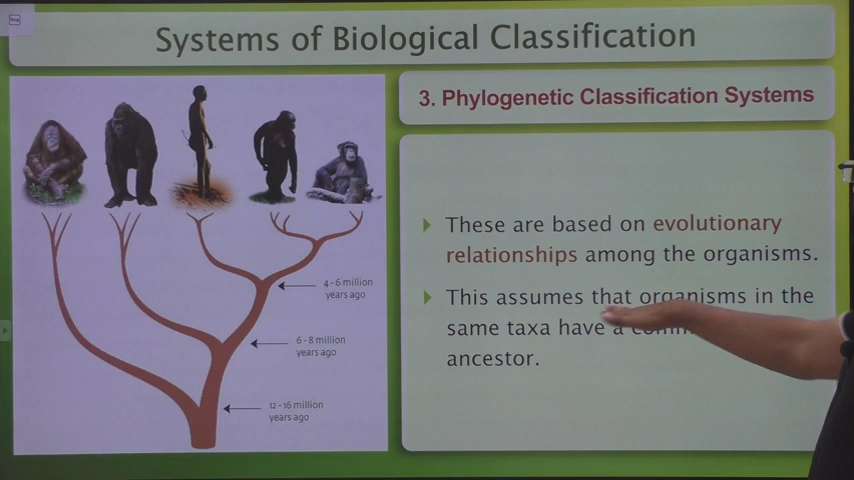 Systems of Biological Classification
3. Phylogenetic Classification Systems
4-6 million
years ago
6-8 million
years ago
12-16 million
years ago
These are based on evolutionary
relationships among the organisms.
This assumes that organisms in the
same taxa have a
ancestor.